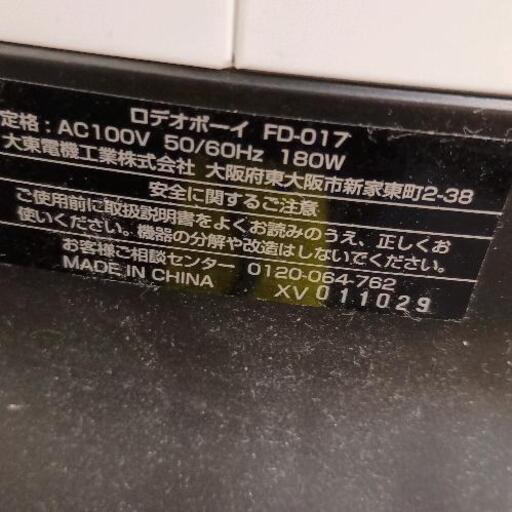 ロデオボーイ FD-017
定格:AC100V 50/60Hz 180W
大東電機工業株式会社 大阪府東大阪市新家東町2-38
安全に関するご注意
ご使用前に取扱説明書をよくお読みのうえ、正しくお
使いください。機器の分解や改造はしないでください。
お客様ご相談センター 0120-064-762
MADE IN CHINA XV 011029